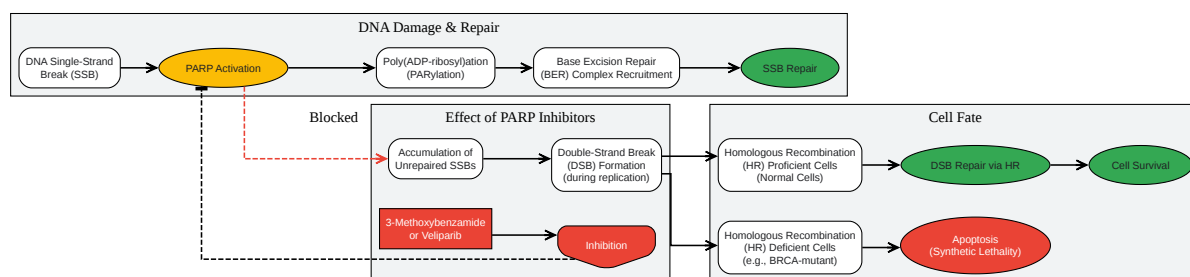 DNA Damage & Repair
DNA Single-Strand
Break (SSB)
PARP Activation
Poly(ADP-ribosyl)ation
(PARylation)
Base Excision Repair
(BER) Complex Recruitment
SSB Repair
Blocked
Effect of PARP Inhibitors
Accumulation of
Unrepaired SSBs
Double-Strand Break
(DSB) Formation
(during replication)
3-Methoxybenzamide
or Veliparib
Inhibition
Cell Fate
Homologous Recombination
(HR) Proficient Cells
(Normal Cells)
DSB Repair via HR
Cell Survival
Homologous Recombination
(HR) Deficient Cells
(e.g., BRCA-mutant)
Apoptosis
(Synthetic Lethality)